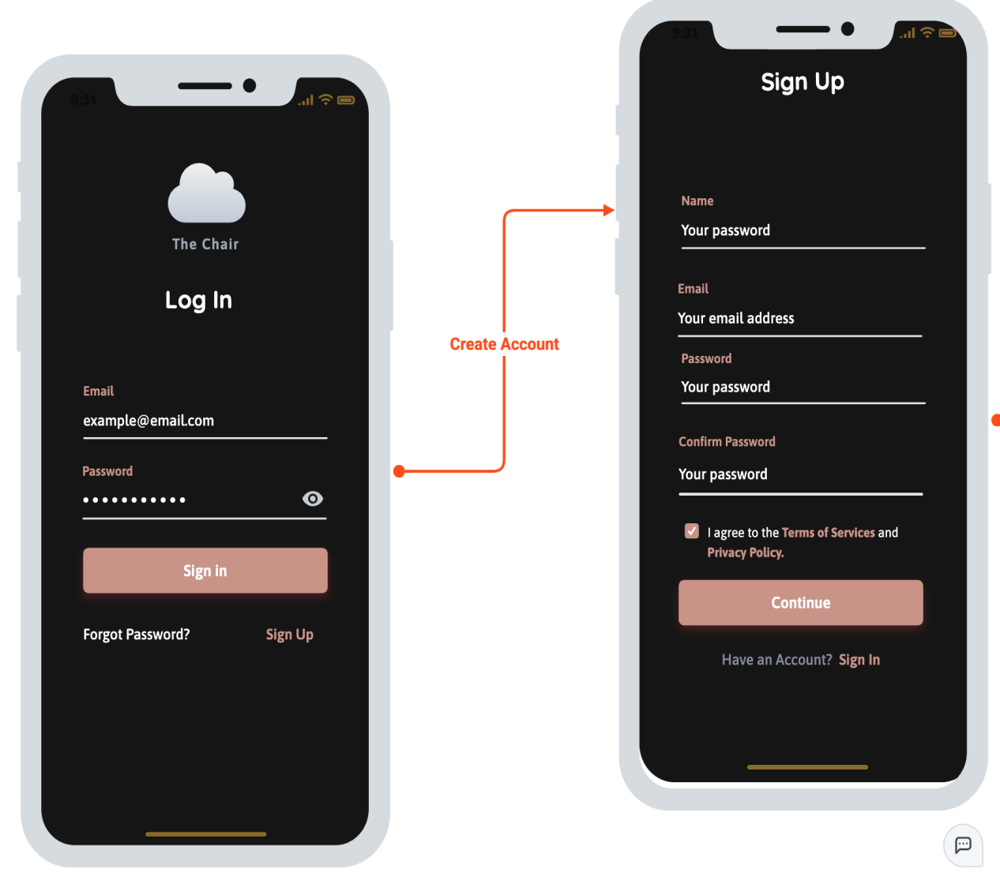 9:31
The Chair
Log In
Email
example@email.com
Password
Sign in
Forgot Password? Sign Up
Create Account
9:31
Sign Up
Name
Your password
Email
Your email address
Password
Your password
Confirm Password
Your password
I agree to the Terms of Services and
Privacy Policy.
Continue
Have an Account? Sign In